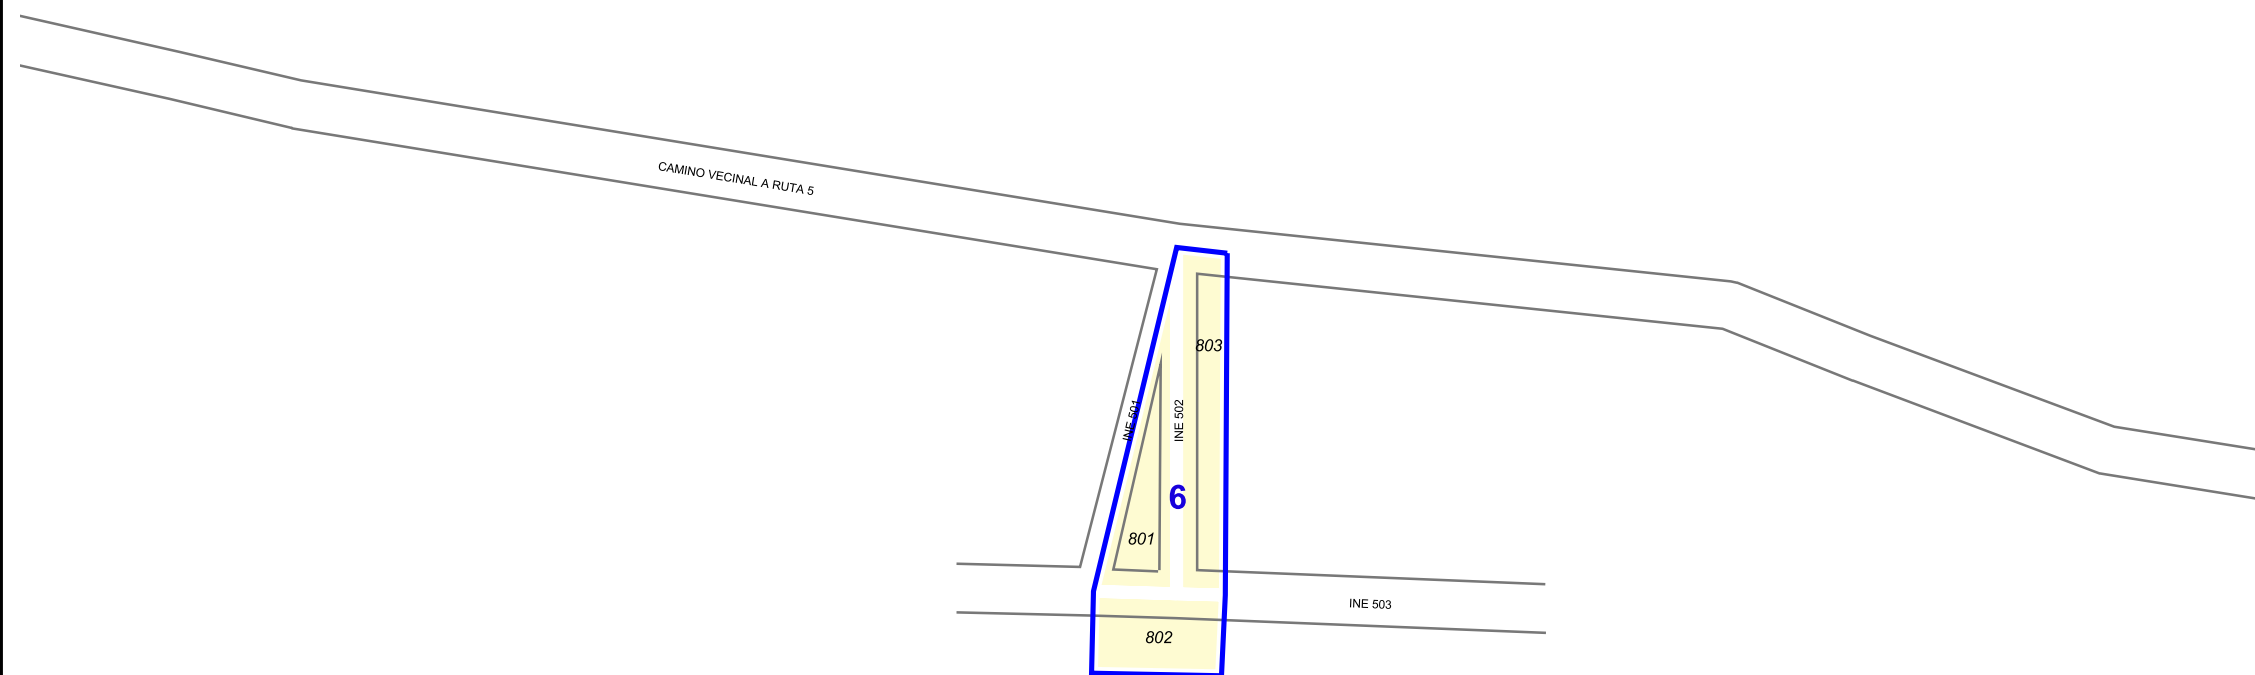 CAMINO VECINAL A RUTA 5
803
INE 501
INE 502
6
801
INE 503
802